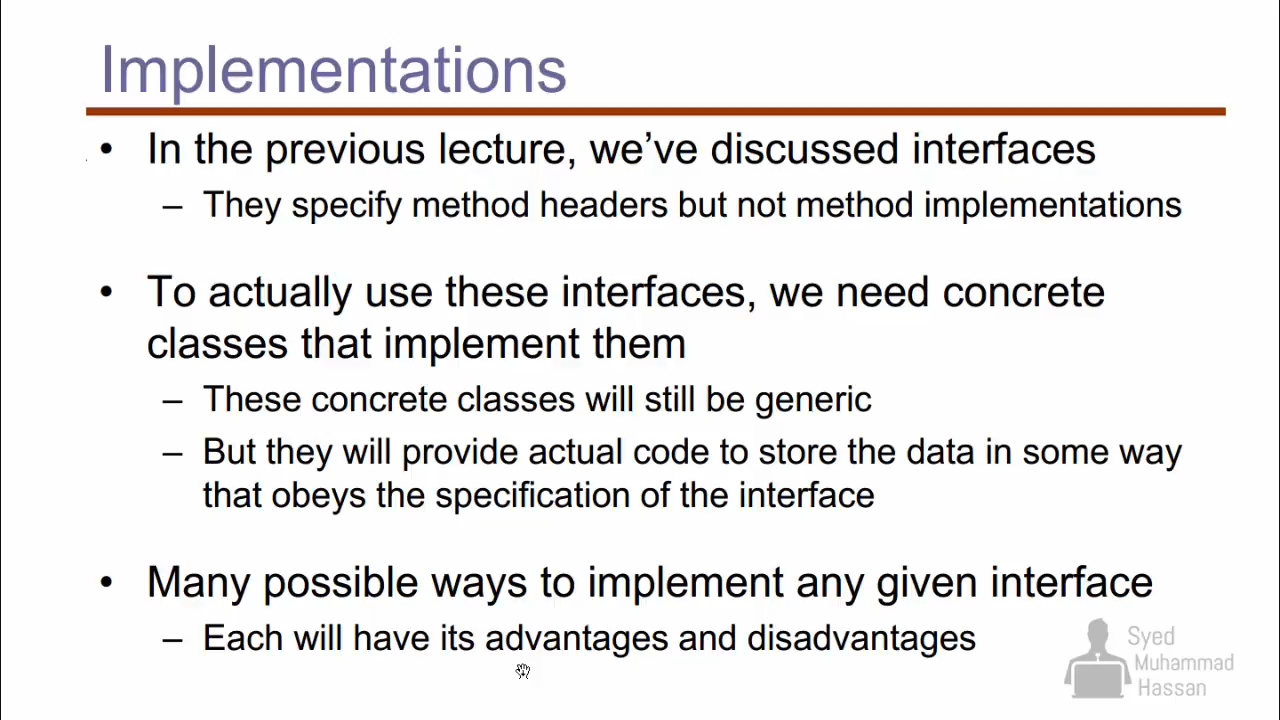 Implementations
• In the previous lecture, we’ve discussed interfaces
– They specify method headers but not method implementations
• To actually use these interfaces, we need concrete
classes that implement them
– These concrete classes will still be generic
– But they will provide actual code to store the data in some way
that obeys the specification of the interface
• Many possible ways to implement any given interface
– Each will have its advantages and disadvantages
Syed
Muhammad
Hassan